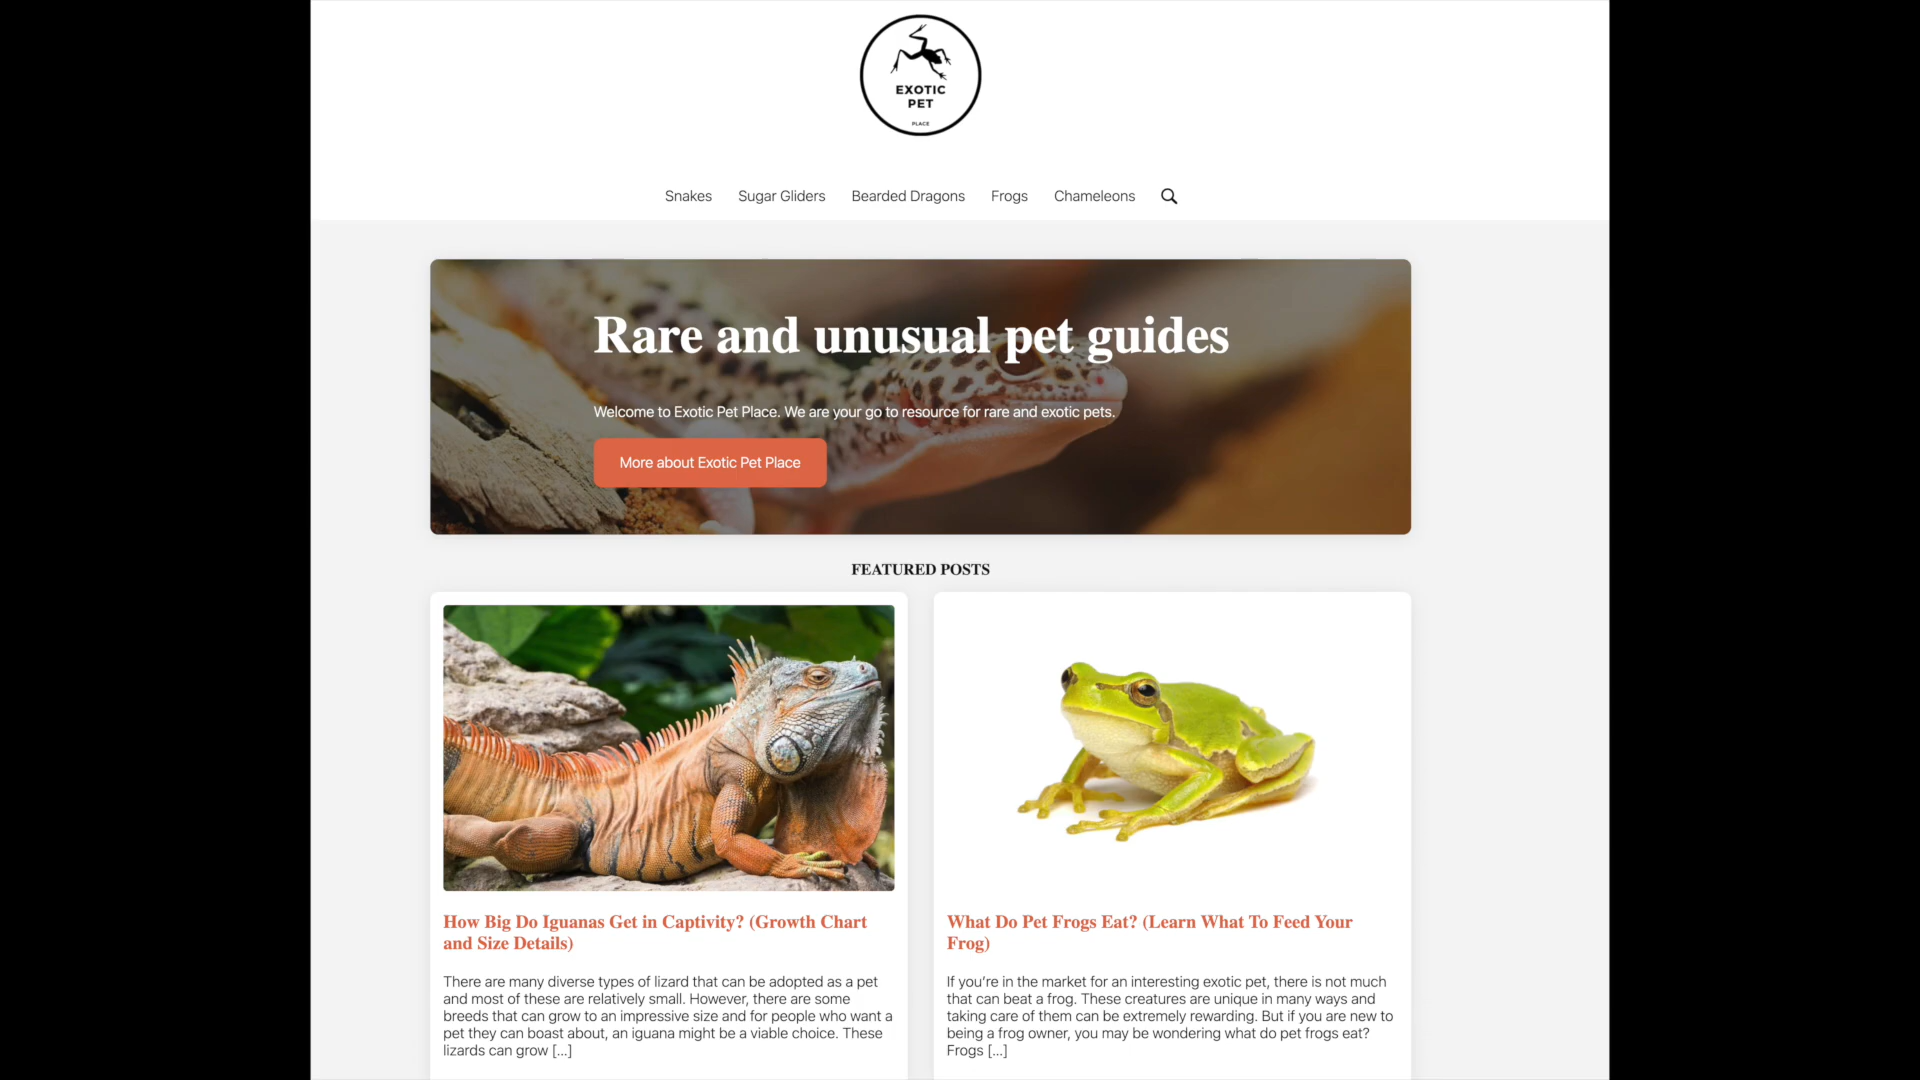 EXOTIC
PET
PLACE
Snakes Sugar Gliders Bearded Dragons Frogs Chameleons
Rare and unusual pet guides
Welcome to Exotic Pet Place. We are your go to resource for rare and exotic pets.
More about Exotic Pet Place
FEATURED POSTS
How Big Do Iguanas Get in Captivity? (Growth Chart
and Size Details)
There are many diverse types of lizard that can be adopted as a pet
and most of these are relatively small. However, there are some
breeds that can grow to an impressive size and for people who want a
pet they can boast about, an iguana might be a viable choice. These
lizards can grow [...]
What Do Pet Frogs Eat? (Learn What To Feed Your
Frog)
If you’re in the market for an interesting exotic pet, there is not much
that can beat a frog. These creatures are unique in many ways and
taking care of them can be extremely rewarding. But if you are new to
being a frog owner, you may be wondering what do pet frogs eat?
Frogs [...]